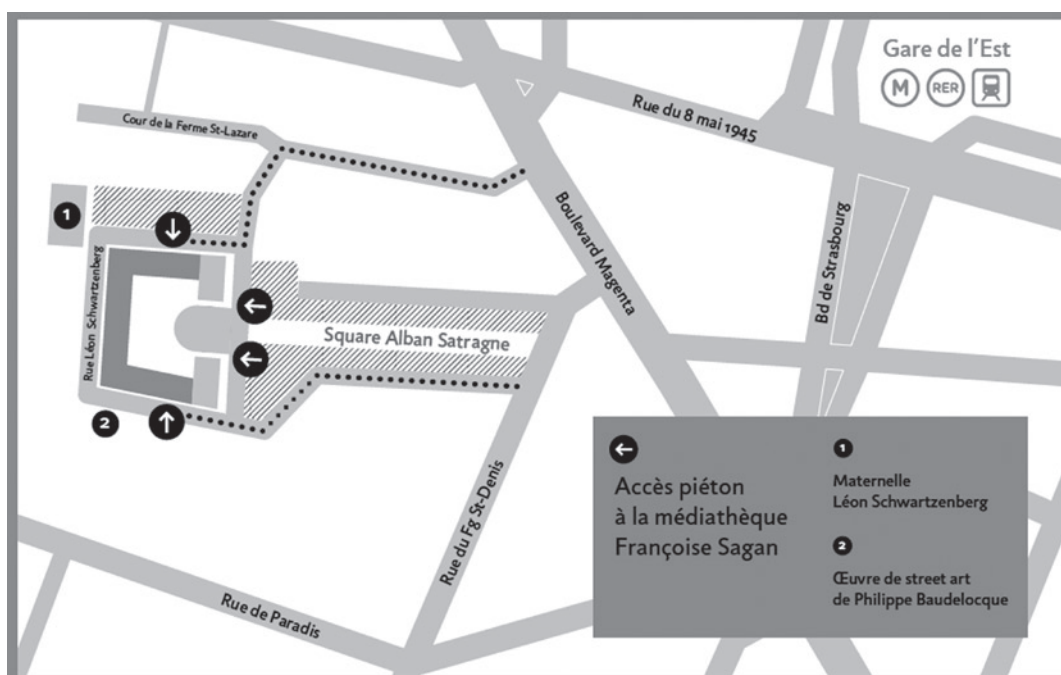 Gare de l'Est
M
RER
Rue du 8 mai 1945
Cour de la Ferme St-Lazare
1
Boulevard Magenta
Bd de Strasbourg
Rue Léon Schwartzenberg
Square Alban Satragne
2
Rue du Fg St-Denis
Rue de Paradis
Accès piéton
à la médiathèque
Françoise Sagan
1
Maternelle
Léon Schwartzenberg
2
Œuvre de street art
de Philippe Baudelocque